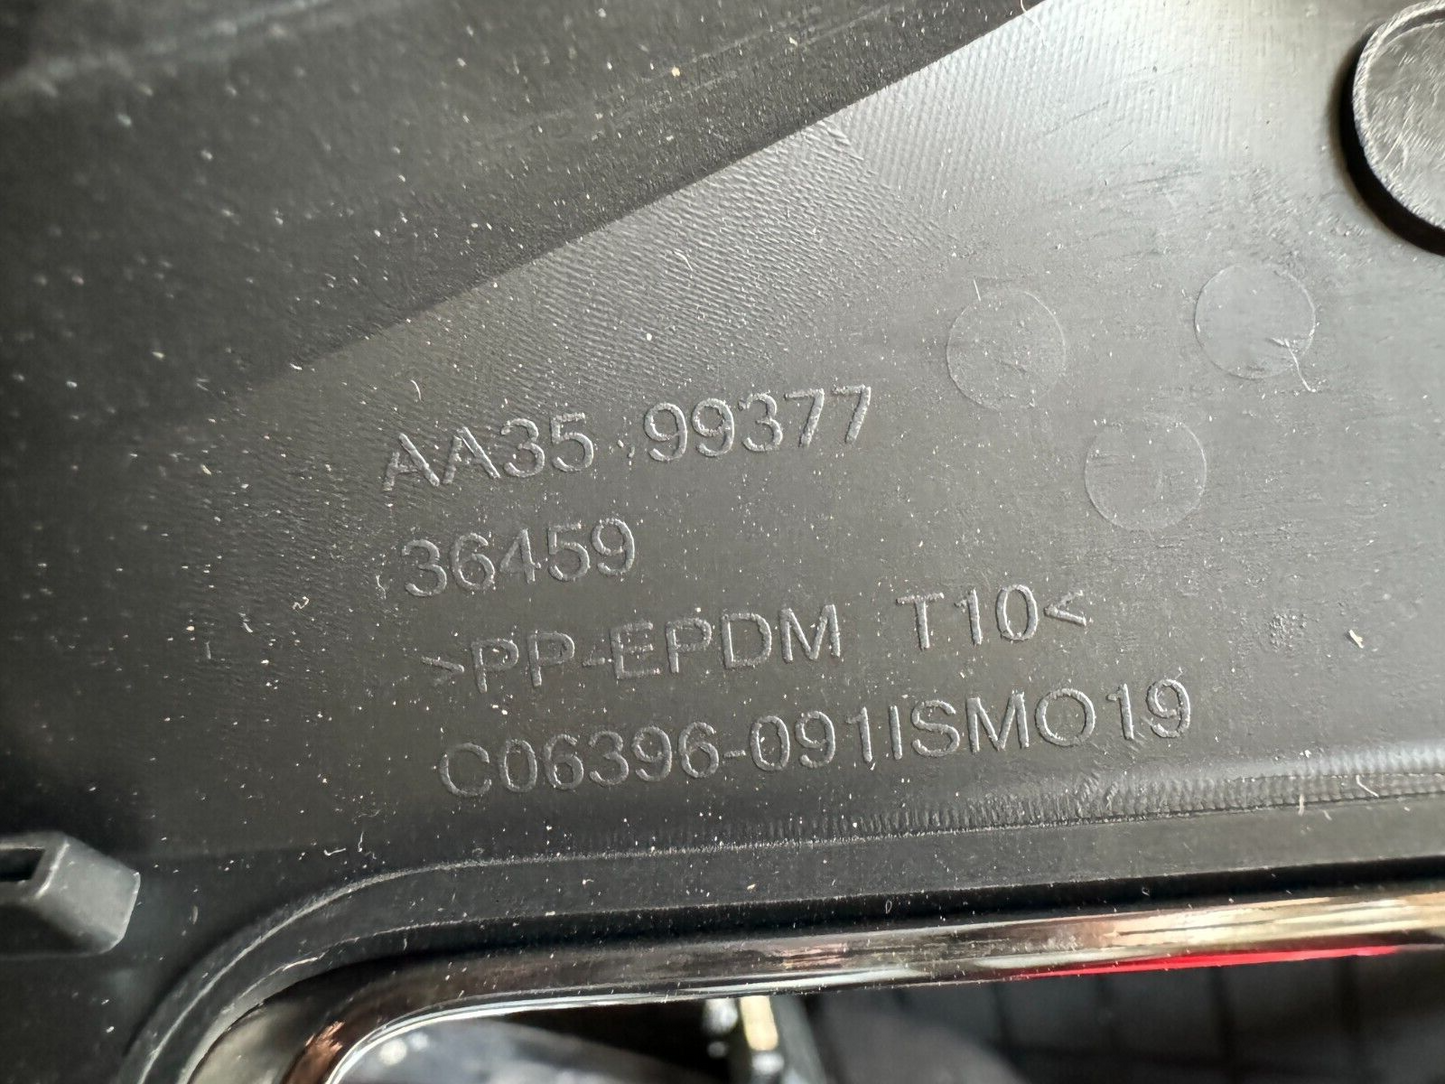 AA35 99377
36459
>PP-EPDM T10<
C06396-091ISMO19